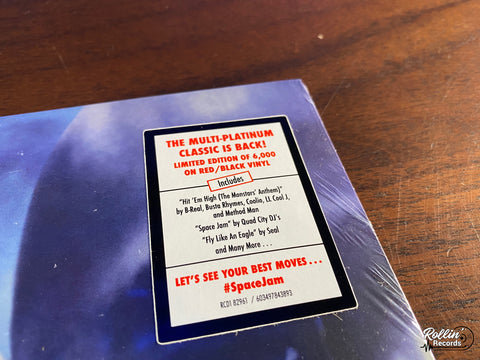 THE MULTI-PLATINUM
CLASSIC IS BACK!
LIMITED EDITION OF 6,000
ON RED/BLACK VINYL
Includes
"Hit 'Em High (The Monstars' Anthem)"
by B-Real, Busta Rhymes, Coolio, LL Cool J,
and Method Man
"Space Jam" by Quad City DJ's
"Fly Like An Eagle" by Seal
and Many More . . .
LET'S SEE YOUR BEST MOVES . . .
#SpaceJam
RCD1 82961 / 603497843893
Rollin'
Records